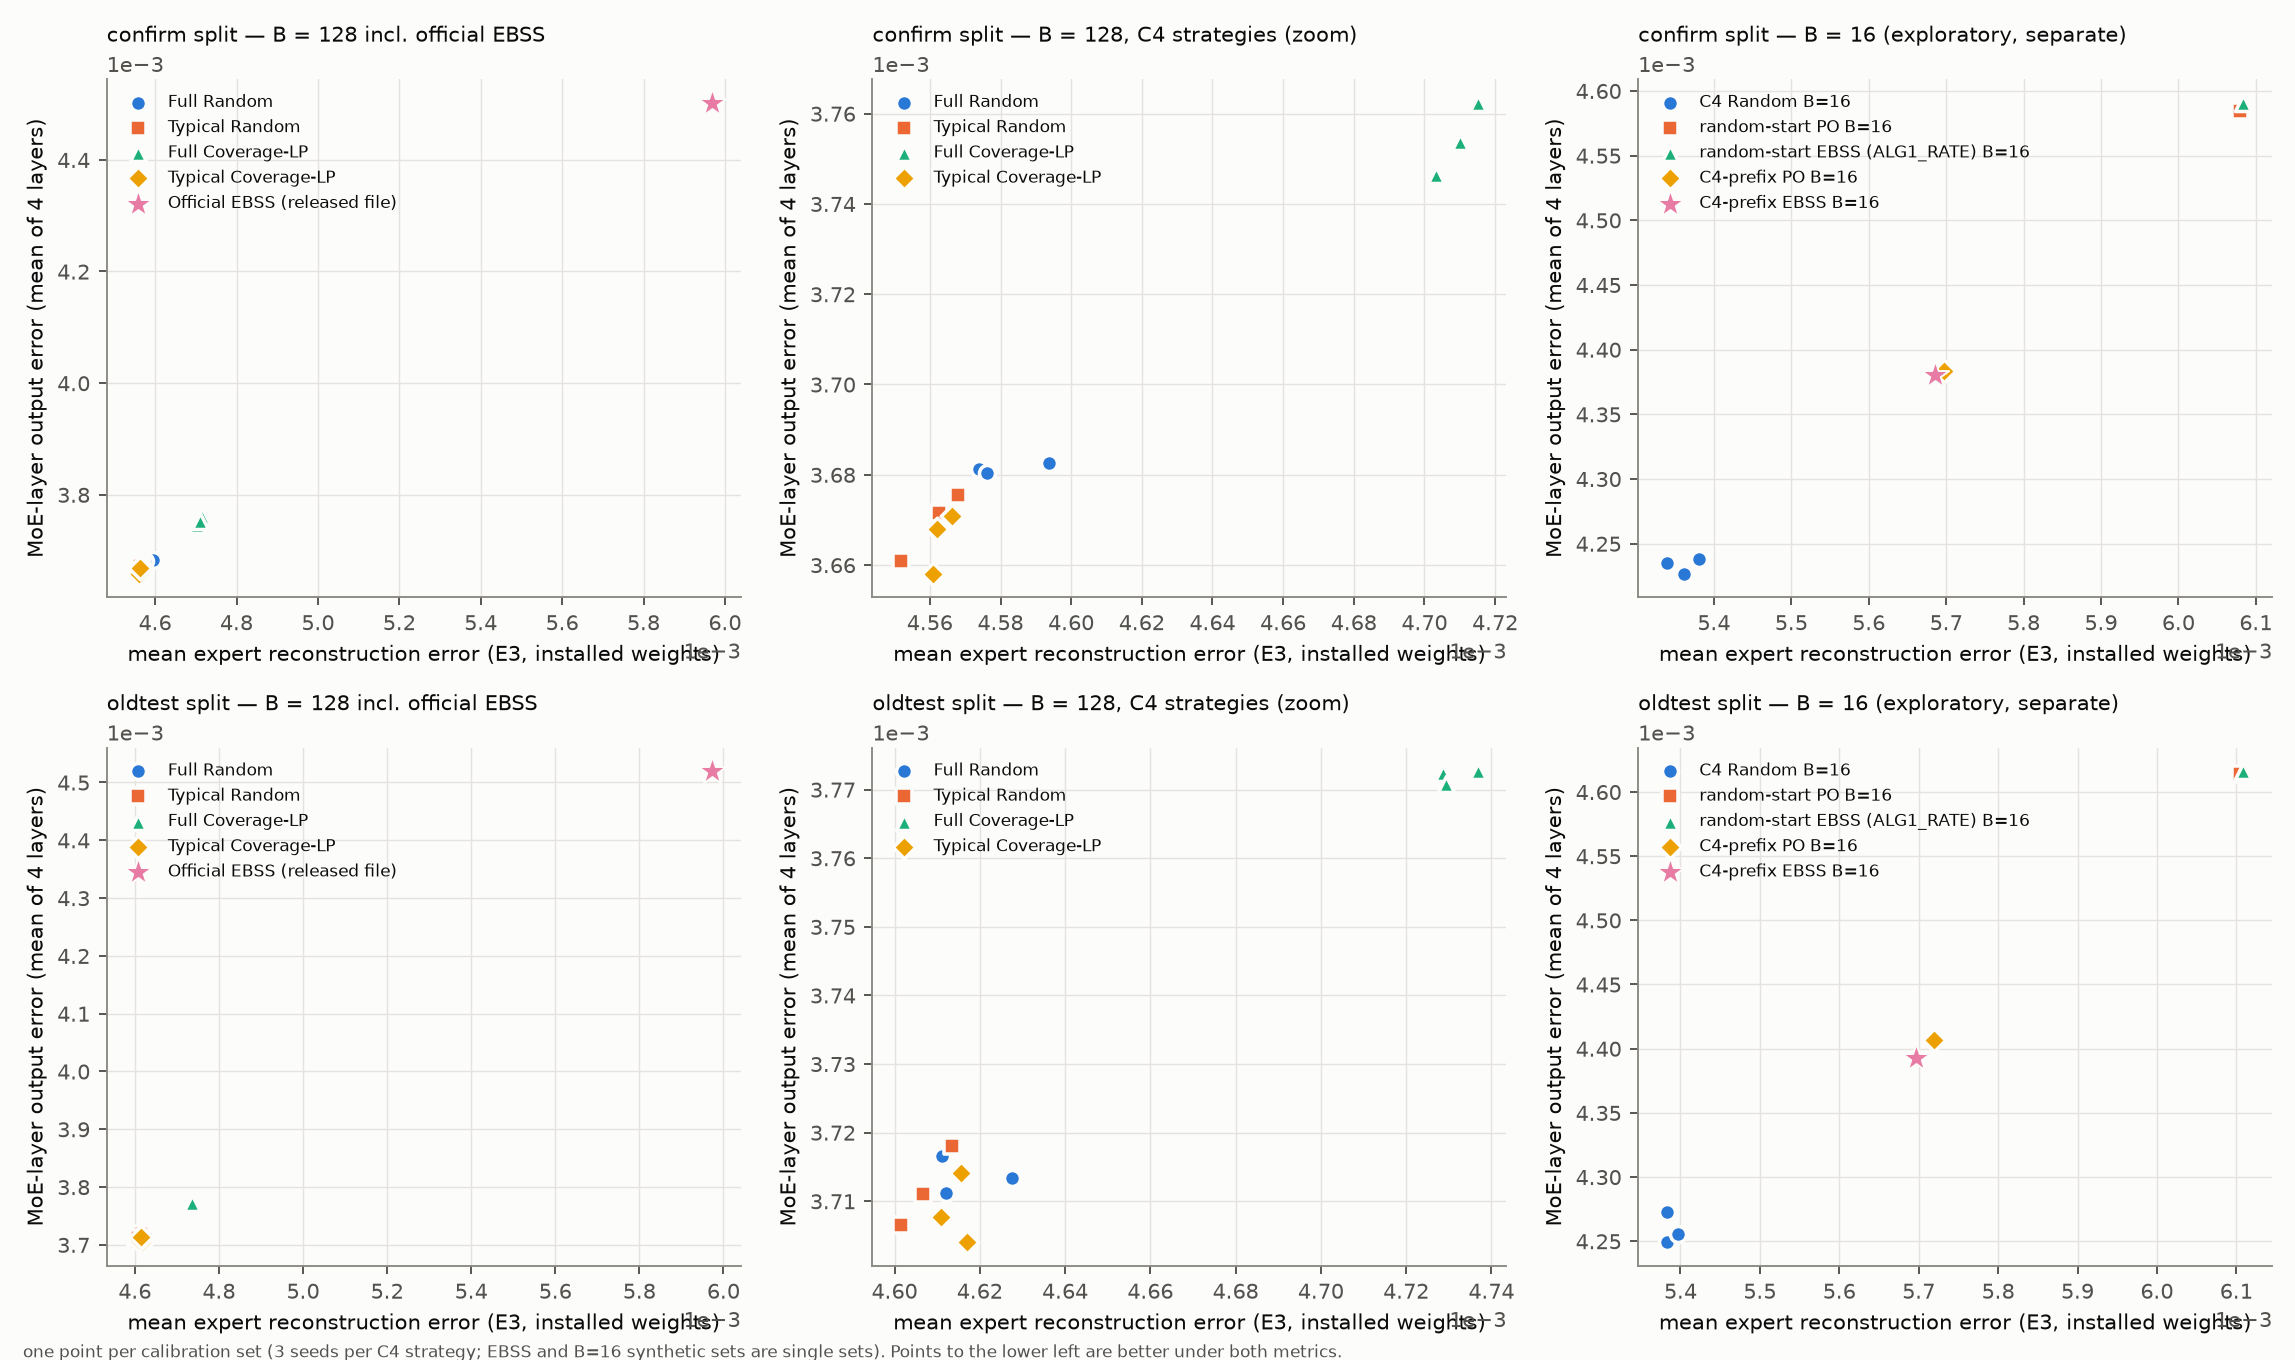 confirm split — B = 128 incl. official EBSS
1e−3
Full Random
Typical Random
Full Coverage-LP
Typical Coverage-LP
Official EBSS (released file)
4.4
4.2
4.0
3.8
MoE-layer output error (mean of 4 layers)
4.6 4.8 5.0 5.2 5.4 5.6 5.8 6.0
mean expert reconstruction error (E3, installed weights)
1e−3
confirm split — B = 128, C4 strategies (zoom)
1e−3
Full Random
Typical Random
Full Coverage-LP
Typical Coverage-LP
3.76
3.74
3.72
3.70
3.68
3.66
MoE-layer output error (mean of 4 layers)
4.56 4.58 4.60 4.62 4.64 4.66 4.68 4.70 4.72
mean expert reconstruction error (E3, installed weights)
1e−3
confirm split — B = 16 (exploratory, separate)
1e−3
C4 Random B=16
random-start PO B=16
random-start EBSS (ALG1_RATE) B=16
C4-prefix PO B=16
C4-prefix EBSS B=16
4.60
4.55
4.50
4.45
4.40
4.35
4.30
4.25
MoE-layer output error (mean of 4 layers)
5.4 5.5 5.6 5.7 5.8 5.9 6.0 6.1
mean expert reconstruction error (E3, installed weights)
1e−3
oldtest split — B = 128 incl. official EBSS
1e−3
Full Random
Typical Random
Full Coverage-LP
Typical Coverage-LP
Official EBSS (released file)
4.5
4.4
4.3
4.2
4.1
4.0
3.9
3.8
3.7
MoE-layer output error (mean of 4 layers)
4.6 4.8 5.0 5.2 5.4 5.6 5.8 6.0
mean expert reconstruction error (E3, installed weights)
1e−3
oldtest split — B = 128, C4 strategies (zoom)
1e−3
Full Random
Typical Random
Full Coverage-LP
Typical Coverage-LP
3.77
3.76
3.75
3.74
3.73
3.72
3.71
MoE-layer output error (mean of 4 layers)
4.60 4.62 4.64 4.66 4.68 4.70 4.72 4.74
mean expert reconstruction error (E3, installed weights)
1e−3
oldtest split — B = 16 (exploratory, separate)
1e−3
C4 Random B=16
random-start PO B=16
random-start EBSS (ALG1_RATE) B=16
C4-prefix PO B=16
C4-prefix EBSS B=16
4.60
4.55
4.50
4.45
4.40
4.35
4.30
4.25
MoE-layer output error (mean of 4 layers)
5.4 5.5 5.6 5.7 5.8 5.9 6.0 6.1
mean expert reconstruction error (E3, installed weights)
1e−3
one point per calibration set (3 seeds per C4 strategy; EBSS and B=16 synthetic sets are single sets). Points to the lower left are better under both metrics.